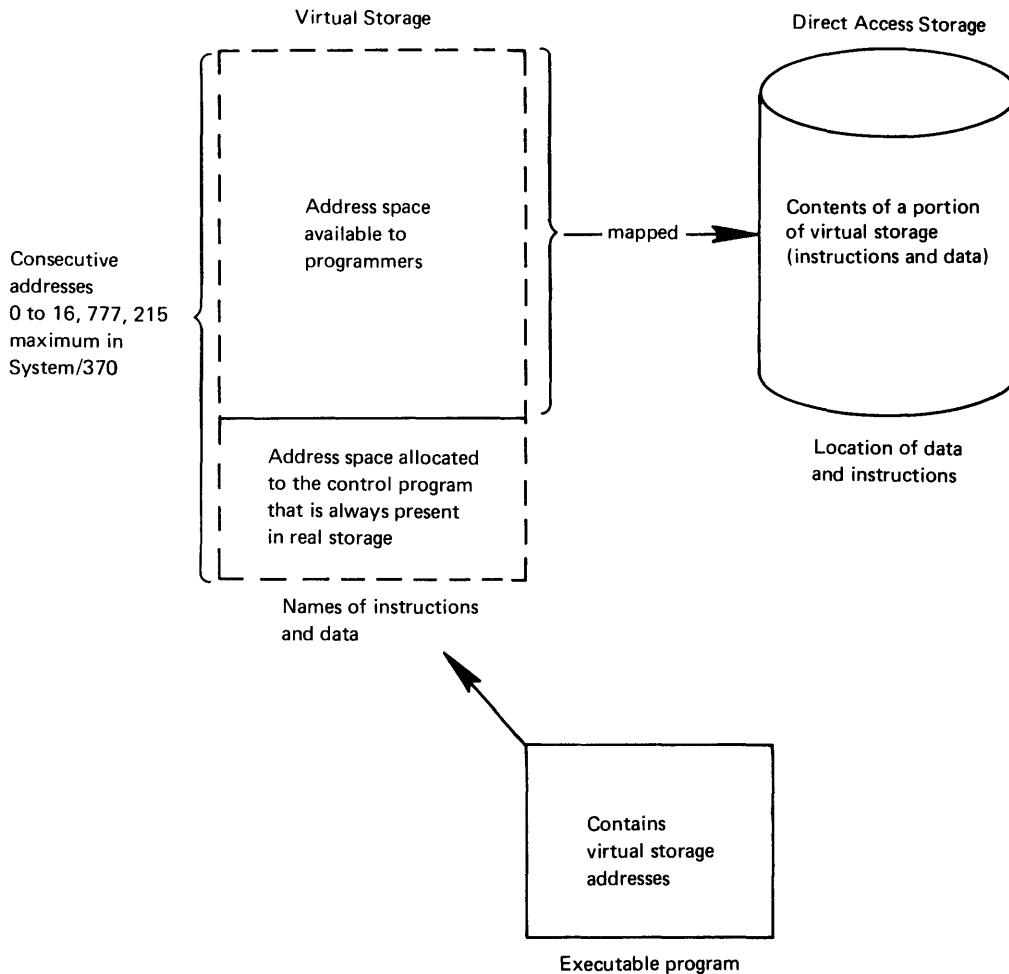 Virtual Storage
Direct Access Storage
Address space
available to
programmers
mapped
Contents of a portion
of virtual storage
(instructions and data)
Consecutive
addresses
0 to 16, 777, 215
maximum in
System/370
Address space allocated
to the control program
that is always present
in real storage
Location of data
and instructions
Names of instructions
and data
Contains
virtual storage
addresses
Executable program